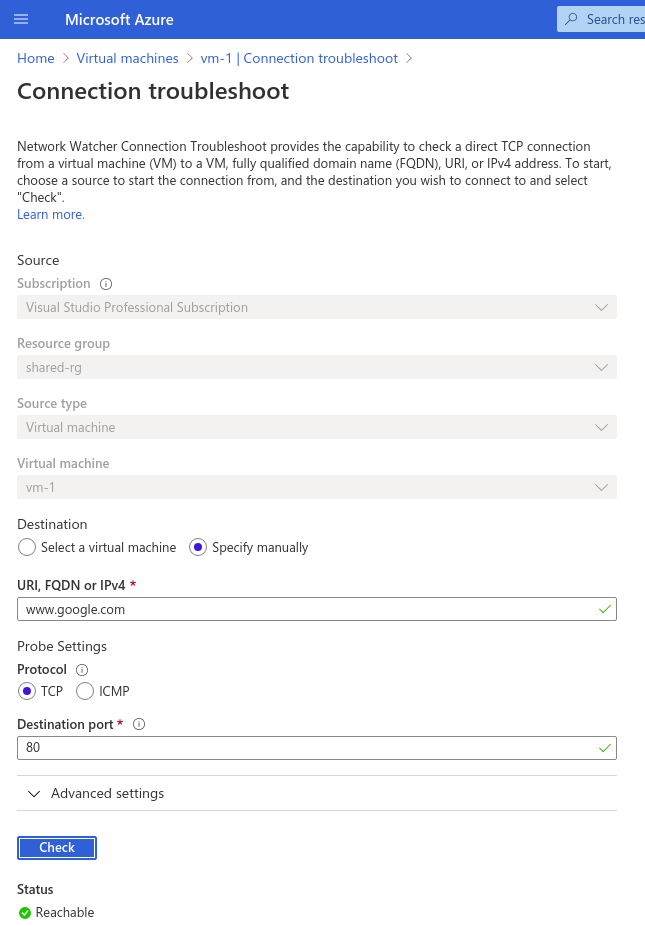 Microsoft Azure
Search res
Home > Virtual machines > vm-1 | Connection troubleshoot >
Connection troubleshoot
Network Watcher Connection Troubleshoot provides the capability to check a direct TCP connection
from a virtual machine (VM) to a VM, fully qualified domain name (FQDN), URI, or IPv4 address. To start,
choose a source to start the connection from, and the destination you wish to connect to and select
"Check".
Learn more.
Source
Subscription
Visual Studio Professional Subscription
Resource group
shared-rg
Source type
Virtual machine
Virtual machine
vm-1
Destination
Select a virtual machine Specify manually
URI, FQDN or IPv4 *
www.google.com
Probe Settings
Protocol
TCP ICMP
Destination port *
80
Advanced settings
Check
Status
Reachable